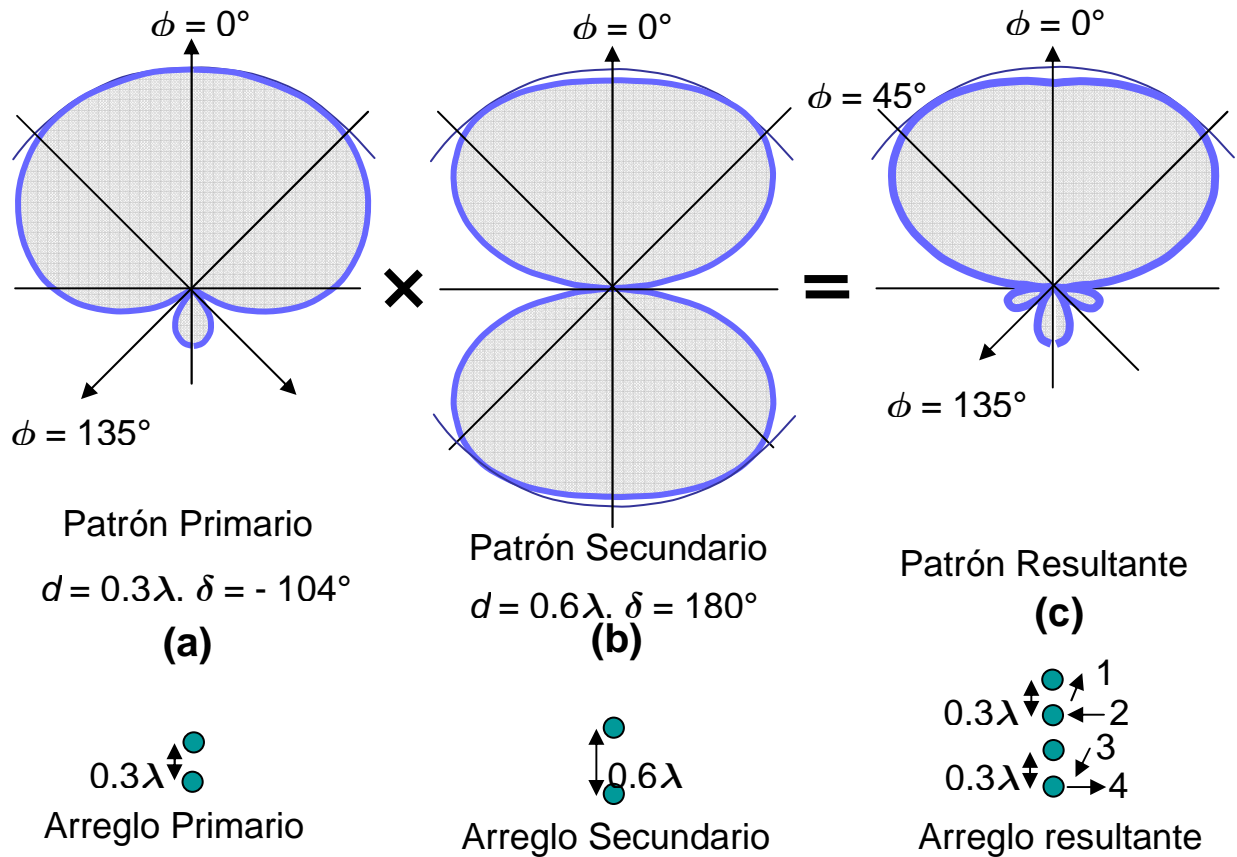 ϕ = 0°
ϕ = 0°
ϕ = 0°
ϕ = 45°
×
=
ϕ = 135°
ϕ = 135°
Patrón Primario
Patrón Secundario
Patrón Resultante
d = 0.3λ. δ = - 104°
d = 0.6λ. δ = 180°
(a)
(b)
(c)
0.3λ
0.6λ
0.3λ
0.3λ
1
2
3
4
Arreglo Primario
Arreglo Secundario
Arreglo resultante